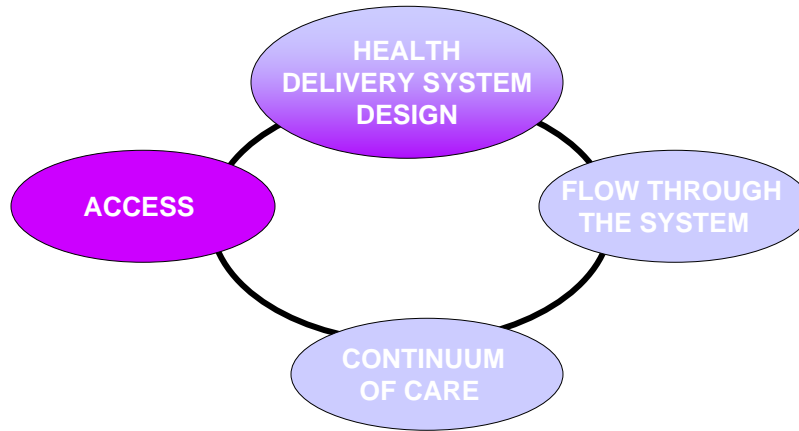 HEALTH
DELIVERY SYSTEM
DESIGN
ACCESS
FLOW THROUGH
THE SYSTEM
CONTINUUM
OF CARE